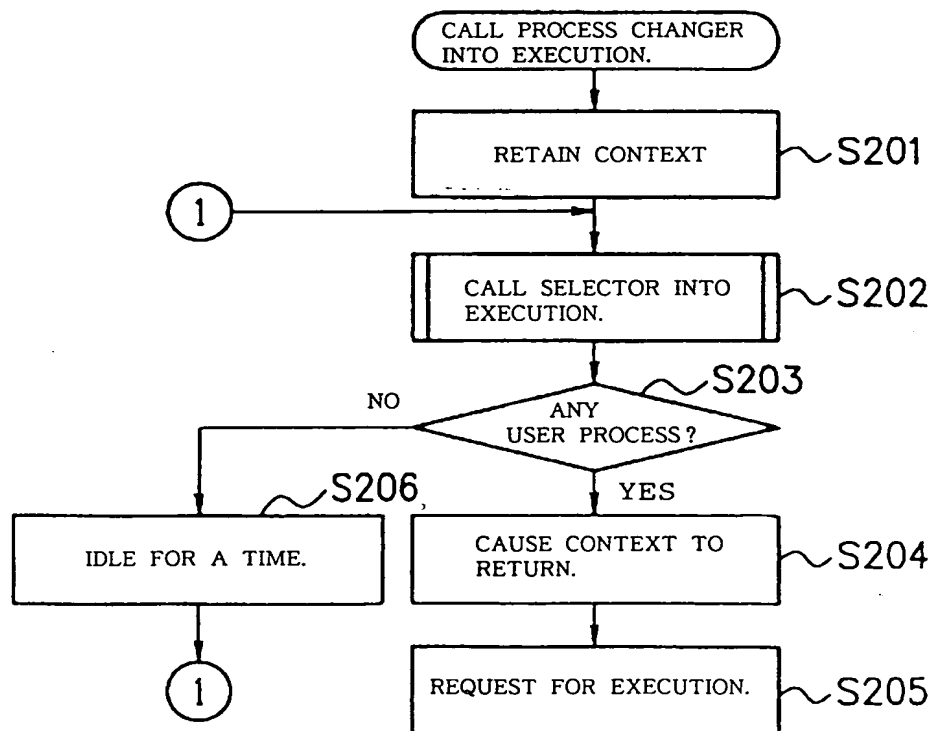 CALL PROCESS CHANGER
INTO EXECUTION.
RETAIN CONTEXT
S201
1
CALL SELECTOR INTO
EXECUTION.
S202
S203
NO
ANY
USER PROCESS?
S206
YES
IDLE FOR A TIME.
CAUSE CONTEXT TO
RETURN.
S204
1
REQUEST FOR EXECUTION.
S205